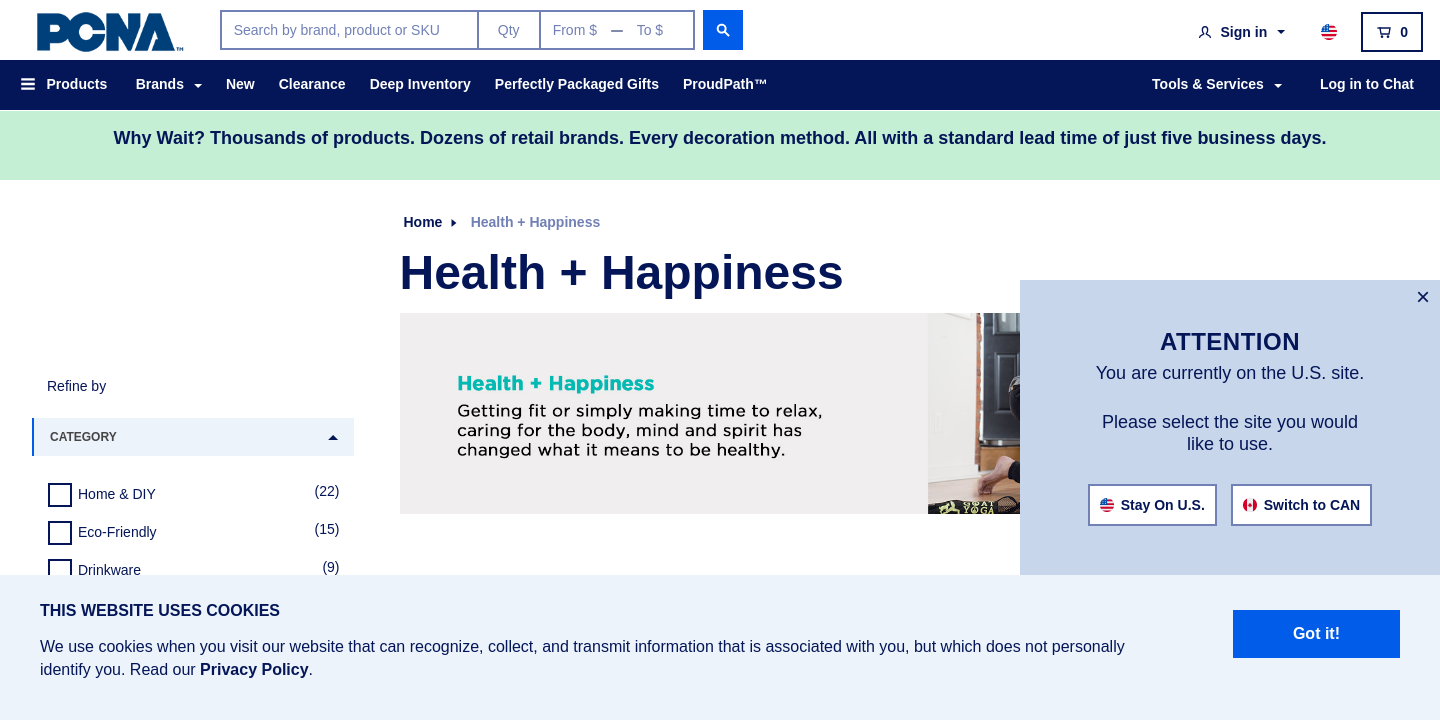 PCNA™
Search by brand, product or SKU
Qty
From $ — To $
Sign in
0
Products
Brands
New
Clearance
Deep Inventory
Perfectly Packaged Gifts
ProudPath™
Tools & Services
Log in to Chat
Why Wait? Thousands of products. Dozens of retail brands. Every decoration method. All with a standard lead time of just five business days.
Home
Health + Happiness
Health + Happiness
Health + Happiness
Getting fit or simply making time to relax,
caring for the body, mind and spirit has
changed what it means to be healthy.
GOAT
YOGA
Refine by
CATEGORY
Home & DIY
(22)
Eco-Friendly
(15)
Drinkware
(9)
×
ATTENTION
You are currently on the U.S. site.
Please select the site you would
like to use.
Stay On U.S.
Switch to CAN
THIS WEBSITE USES COOKIES
We use cookies when you visit our website that can recognize, collect, and transmit information that is associated with you, but which does not personally
identify you. Read our Privacy Policy.
Got it!